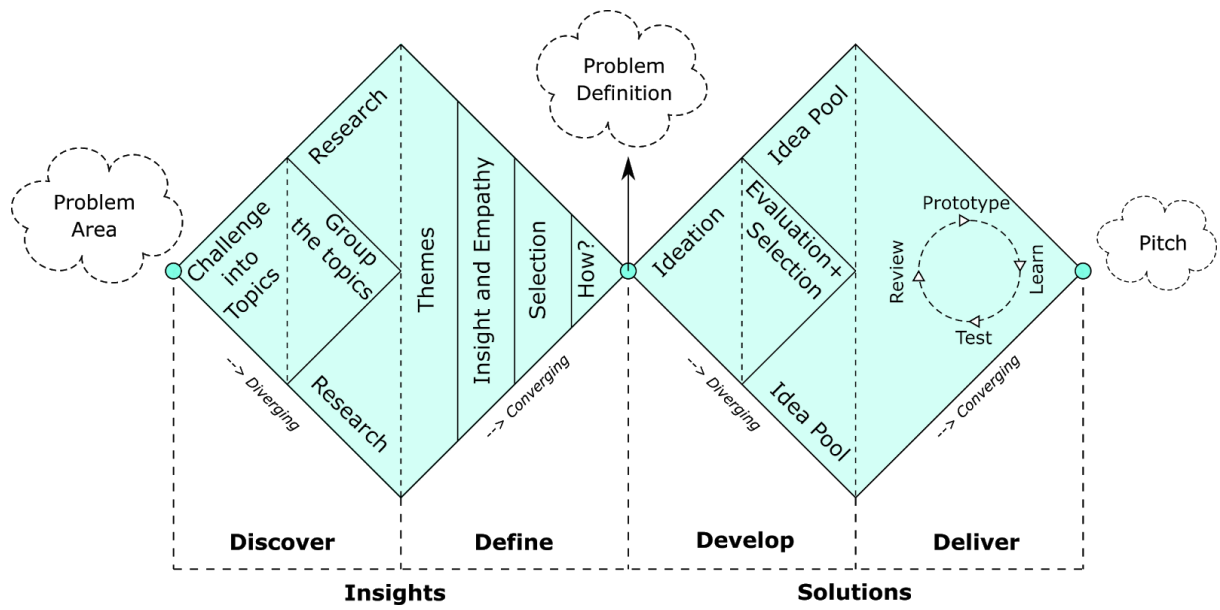 Problem
Area
Challenge
into
Topics
Research
Group
the topics
Research
---> Diverging
Themes
Insight and Empathy
Selection
How?
---> Converging
Problem
Definition
Ideation
Idea Pool
Evaluation+
Selection
Idea Pool
---> Diverging
Prototype
Learn
Test
Review
---> Converging
Pitch
Discover
Define
Develop
Deliver
Insights
Solutions